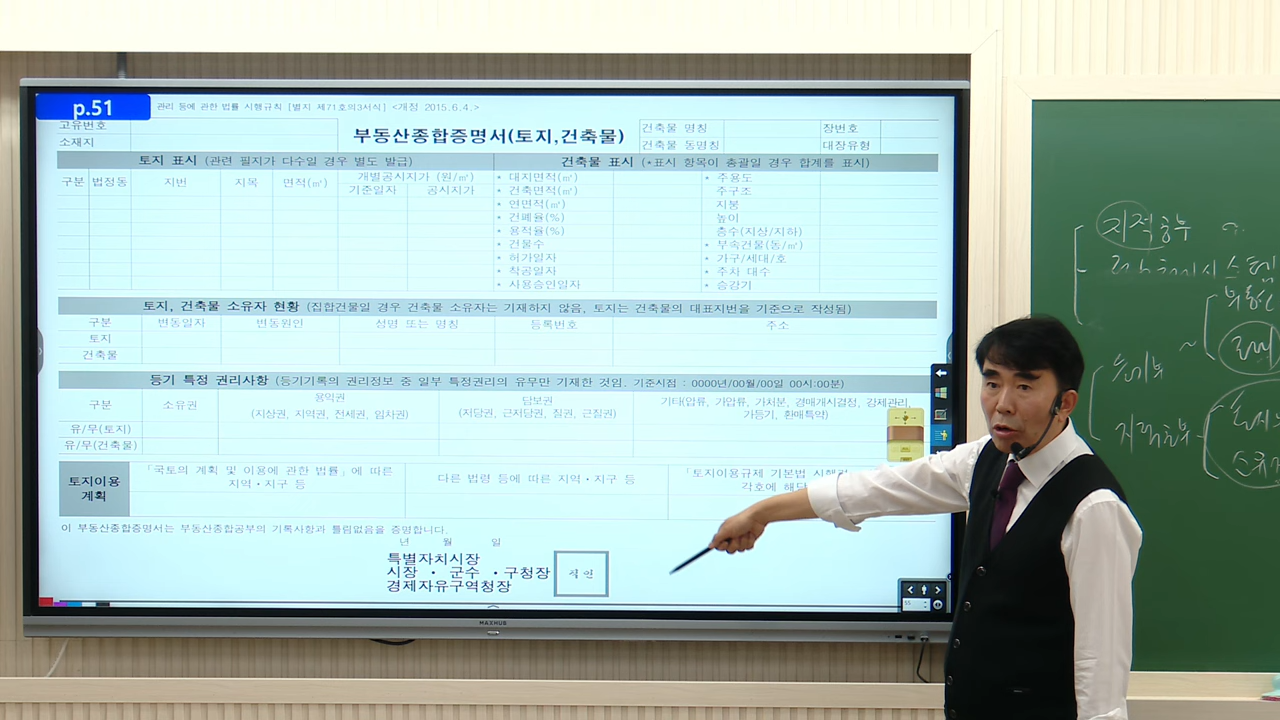 p.51
관리 등에 관한 법률 시행규칙 [별지 제71호의3서식] <개정 2015.6.4.>
고유번호
소재지
부동산종합증명서(토지,건축물)
건축물 명칭
건축물 동명칭
장번호
대장유형
토지 표시 (관련 필지가 다수일 경우 별도 발급)
건축물 표시 (*표시 항목이 총괄일 경우 합계를 표시)
구분 법정동 지번 지목 면적(㎡)
개별공시지가 (원/㎡)
기준일자 공시지가
* 대지면적(㎡) * 주용도
* 건축면적(㎡) 주구조
* 연면적(㎡) 지붕
* 건폐율(%) 높이
* 용적율(%) 층수(지상/지하)
* 건물수 * 부속건물(동/㎡)
* 허가일자 * 가구/세대/호
* 착공일자 * 주차 대수
* 사용승인일자 * 승강기
토지, 건축물 소유자 현황 (집합건물일 경우 건축물 소유자는 기재하지 않음, 토지는 건축물의 대표지번을 기준으로 작성됨)
구분 변동일자 변동원인 성명 또는 명칭 등록번호 주소
토지
건축물
등기 특정 권리사항 (등기기록의 권리정보 중 일부 특정권리의 유무만 기재한 것임. 기준시점 : 0000년/00월/00일 00시:00분)
구분 소유권
용익권
(지상권, 지역권, 전세권, 임차권)
담보권
(저당권, 근저당권, 질권, 근질권)
기타(압류, 가압류, 가처분, 경매개시결정, 강제관리,
가등기, 환매특약)
유/무(토지)
유/무(건축물)
토지이용
계획
「국토의 계획 및 이용에 관한 법률」에 따른
지역·지구 등
다른 법령 등에 따른 지역·지구 등
「토지이용규제 기본법 시행
각호에 해당
이 부동산종합증명서는 부동산종합공부의 기록사항과 틀림없음을 증명합니다.
년 월 일
특별자치시장
시장 · 군수 · 구청장
경제자유구역청장
직인
MAXHUB
지적공부
등기부